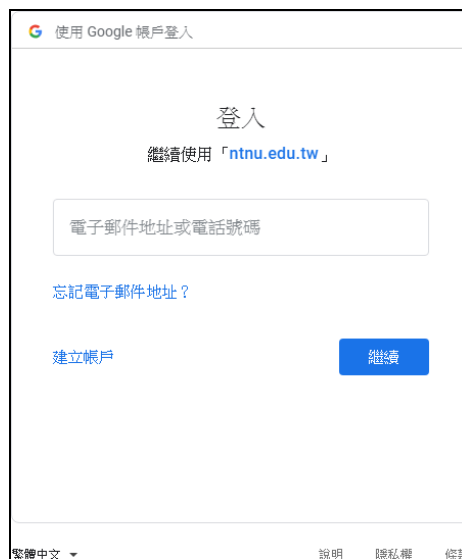 使用 Google 帳戶登入
登入
繼續使用「ntnu.edu.tw」
電子郵件地址或電話號碼
忘記電子郵件地址？
建立帳戶 繼續
繁體中文 說明 隱私權